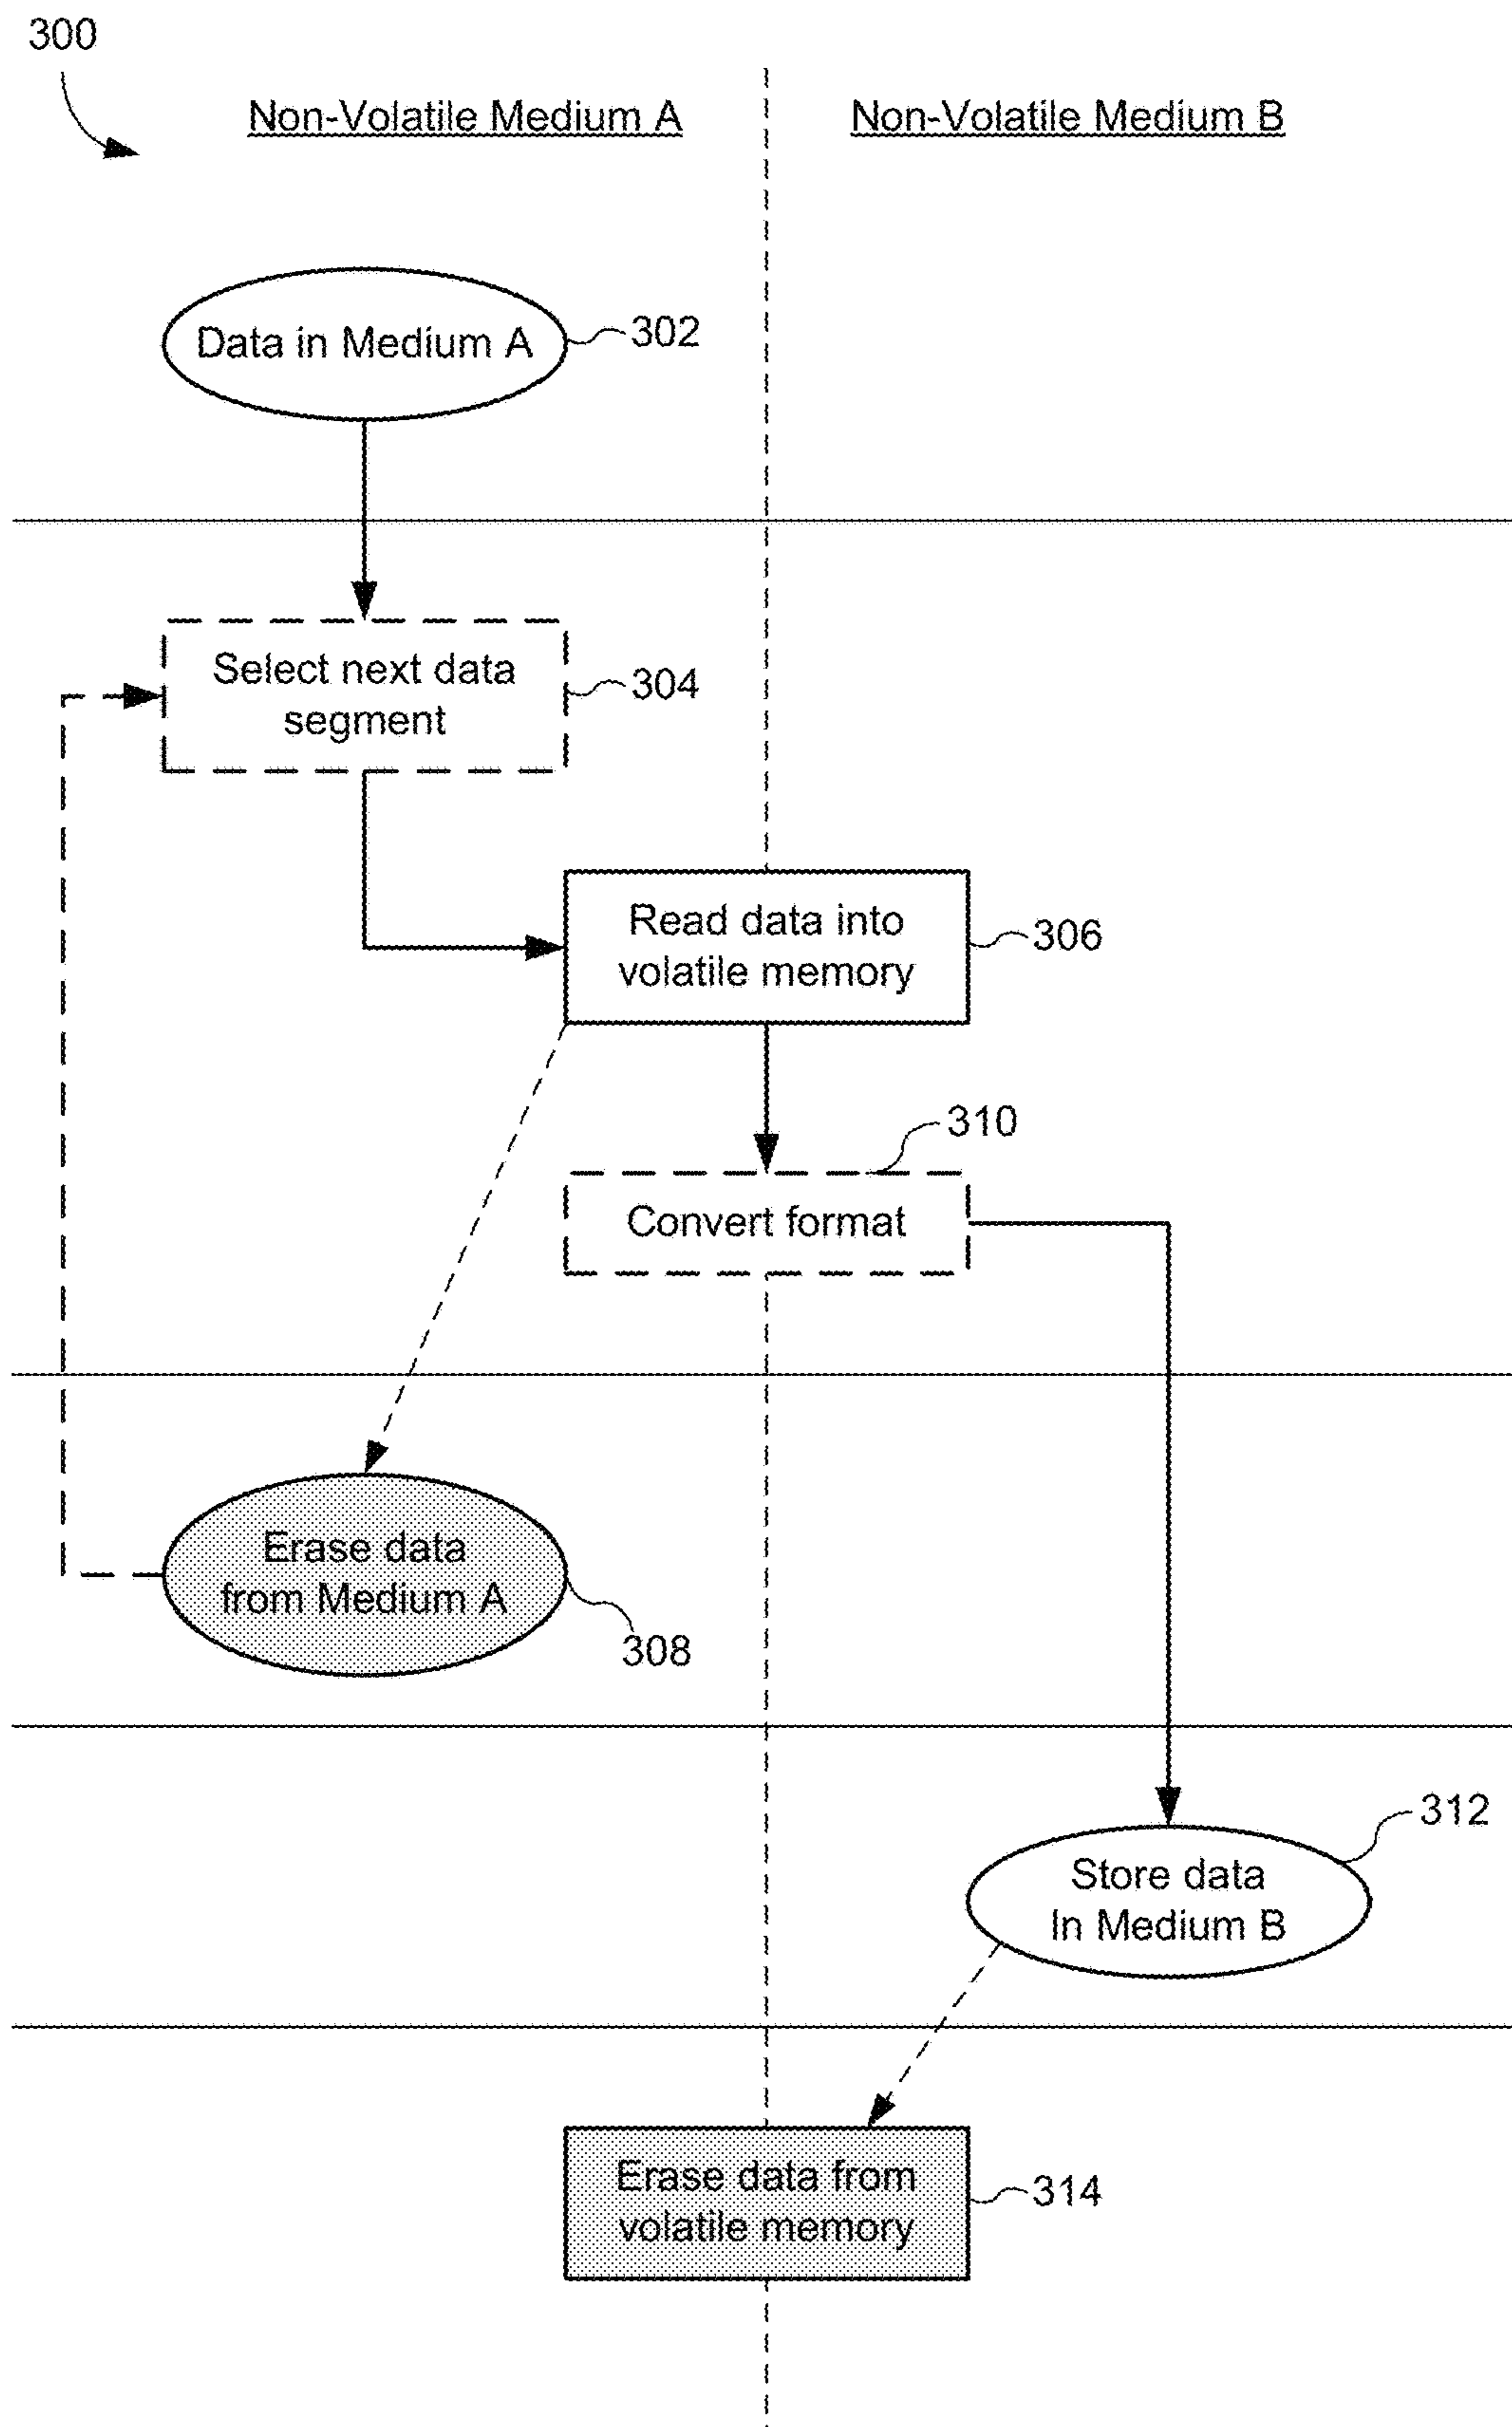 300
Non-Volatile Medium A
Non-Volatile Medium B
Data in Medium A
302
Select next data
segment
304
Read data into
volatile memory
306
310
Convert format
Erase data
from Medium A
308
312
Store data
In Medium B
Erase data from
volatile memory
314